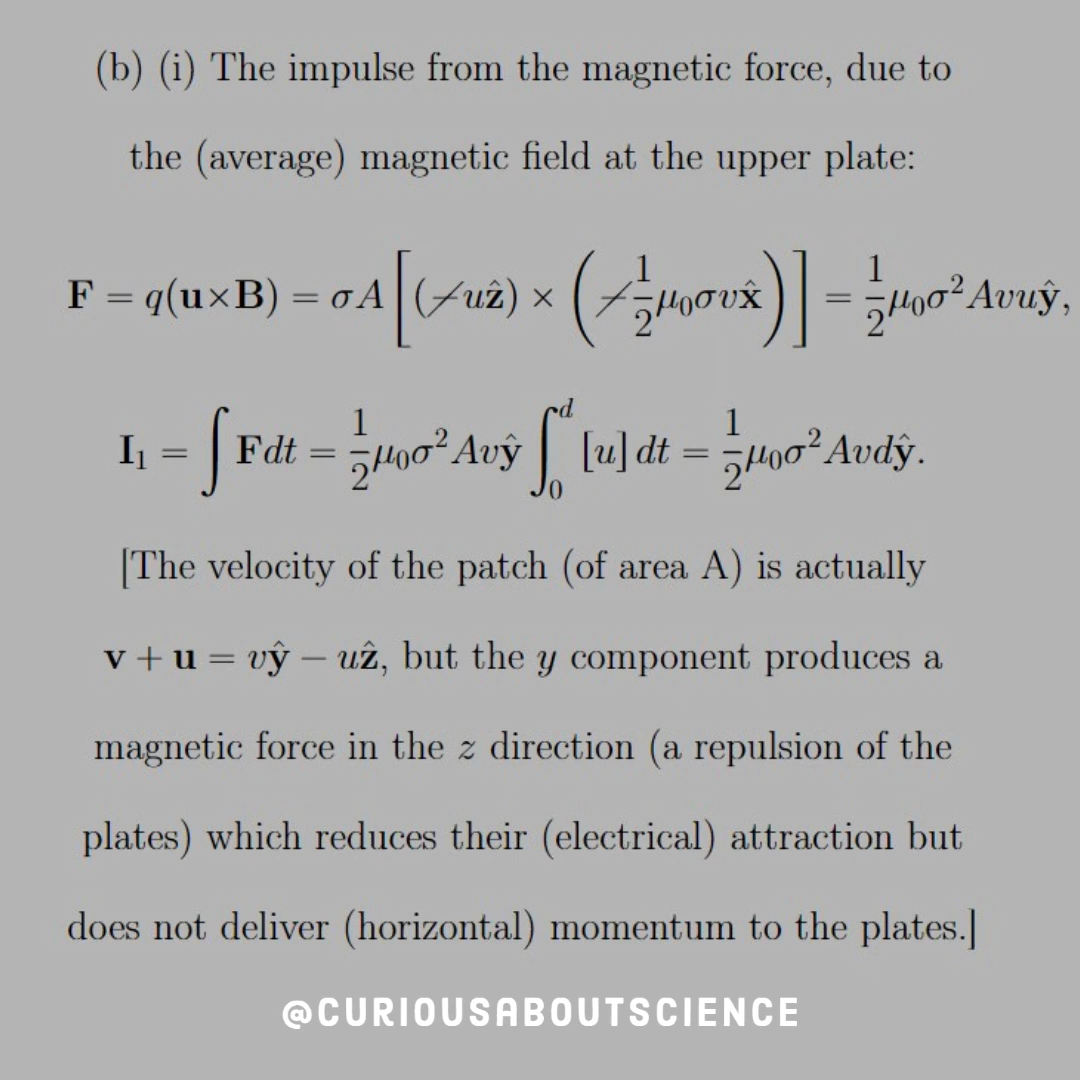 (b) (i) The impulse from the magnetic force, due to
the (average) magnetic field at the upper plate:
F = q(u×B) = σA[(−̸uẑ) × (−̸½μ₀σvx̂)] = ½μ₀σ²Avuŷ,
I₁ = ∫Fdt = ½μ₀σ²Avŷ ∫₀ᵈ [u] dt = ½μ₀σ²Avdŷ.
[The velocity of the patch (of area A) is actually
v + u = vŷ − uẑ, but the y component produces a
magnetic force in the z direction (a repulsion of the
plates) which reduces their (electrical) attraction but
does not deliver (horizontal) momentum to the plates.]
@CURIOUSABOUTSCIENCE